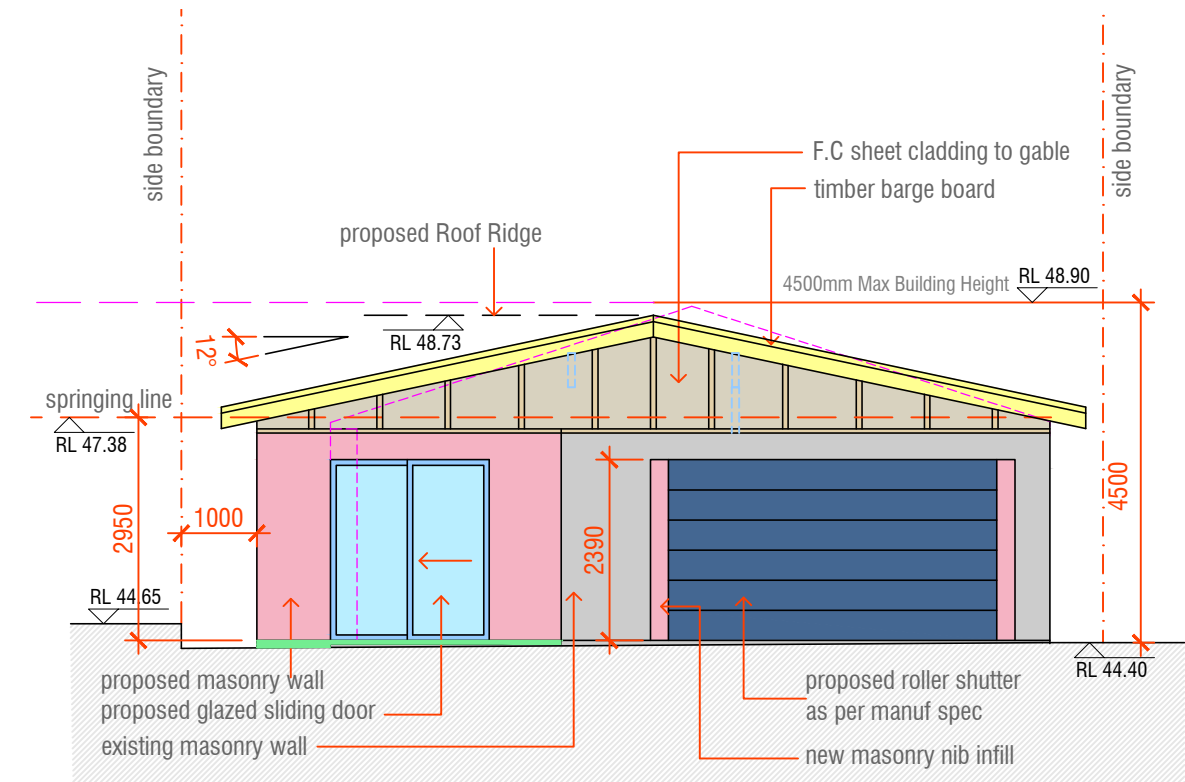 side boundary
side boundary
F.C sheet cladding to gable
timber barge board
proposed Roof Ridge
4500mm Max Building Height
RL 48.90
RL 48.73
12°
springing line
RL 47.38
2950
1000
2390
4500
RL 44.65
RL 44.40
proposed masonry wall
proposed glazed sliding door
existing masonry wall
proposed roller shutter
as per manuf spec
new masonry nib infill